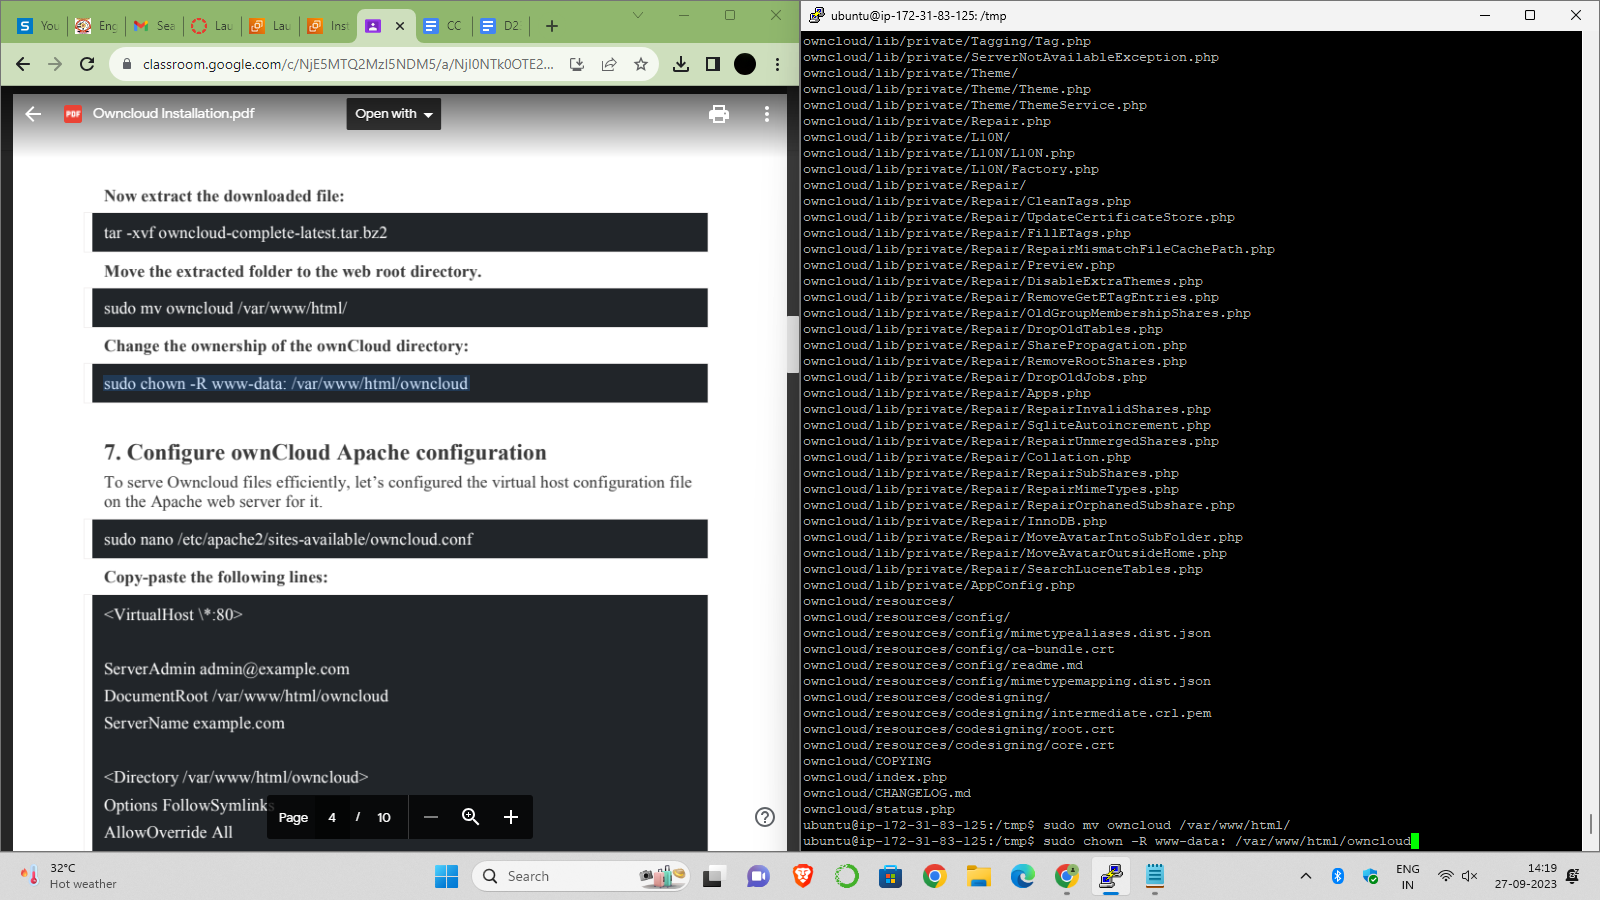 You
Eng
Sea
Lau
Lau
Inst
CC
D2
classroom.google.com/c/NjE5MTQ2MzI5NDM5/a/NjI0NTk0OTE2...
PDF
Owncloud Installation.pdf
Open with
Now extract the downloaded file:
tar -xvf owncloud-complete-latest.tar.bz2
Move the extracted folder to the web root directory.
sudo mv owncloud /var/www/html/
Change the ownership of the ownCloud directory:
sudo chown -R www-data: /var/www/html/owncloud
7. Configure ownCloud Apache configuration
To serve Owncloud files efficiently, let’s configured the virtual host configuration file
on the Apache web server for it.
sudo nano /etc/apache2/sites-available/owncloud.conf
Copy-paste the following lines:
<VirtualHost \*:80>
ServerAdmin admin@example.com
DocumentRoot /var/www/html/owncloud
ServerName example.com
<Directory /var/www/html/owncloud>
Options FollowSymlinks
AllowOverride All
Page 4 / 10
ubuntu@ip-172-31-83-125: /tmp
owncloud/lib/private/Tagging/Tag.php
owncloud/lib/private/ServerNotAvailableException.php
owncloud/lib/private/Theme/
owncloud/lib/private/Theme/Theme.php
owncloud/lib/private/Theme/ThemeService.php
owncloud/lib/private/Repair.php
owncloud/lib/private/L10N/
owncloud/lib/private/L10N/L10N.php
owncloud/lib/private/L10N/Factory.php
owncloud/lib/private/Repair/
owncloud/lib/private/Repair/CleanTags.php
owncloud/lib/private/Repair/UpdateCertificateStore.php
owncloud/lib/private/Repair/FillETags.php
owncloud/lib/private/Repair/RepairMismatchFileCachePath.php
owncloud/lib/private/Repair/Preview.php
owncloud/lib/private/Repair/DisableExtraThemes.php
owncloud/lib/private/Repair/RemoveGetETagEntries.php
owncloud/lib/private/Repair/OldGroupMembershipShares.php
owncloud/lib/private/Repair/DropOldTables.php
owncloud/lib/private/Repair/SharePropagation.php
owncloud/lib/private/Repair/RemoveRootShares.php
owncloud/lib/private/Repair/DropOldJobs.php
owncloud/lib/private/Repair/Apps.php
owncloud/lib/private/Repair/RepairInvalidShares.php
owncloud/lib/private/Repair/SqliteAutoincrement.php
owncloud/lib/private/Repair/RepairUnmergedShares.php
owncloud/lib/private/Repair/Collation.php
owncloud/lib/private/Repair/RepairSubShares.php
owncloud/lib/private/Repair/RepairMimeTypes.php
owncloud/lib/private/Repair/RepairOrphanedSubshare.php
owncloud/lib/private/Repair/InnoDB.php
owncloud/lib/private/Repair/MoveAvatarIntoSubFolder.php
owncloud/lib/private/Repair/MoveAvatarOutsideHome.php
owncloud/lib/private/Repair/SearchLuceneTables.php
owncloud/lib/private/AppConfig.php
owncloud/resources/
owncloud/resources/config/
owncloud/resources/config/mimetypealiases.dist.json
owncloud/resources/config/ca-bundle.crt
owncloud/resources/config/readme.md
owncloud/resources/config/mimetypemapping.dist.json
owncloud/resources/codesigning/
owncloud/resources/codesigning/intermediate.crl.pem
owncloud/resources/codesigning/root.crt
owncloud/resources/codesigning/core.crt
owncloud/COPYING
owncloud/index.php
owncloud/CHANGELOG.md
owncloud/status.php
ubuntu@ip-172-31-83-125:/tmp$ sudo mv owncloud /var/www/html/
ubuntu@ip-172-31-83-125:/tmp$ sudo chown -R www-data: /var/www/html/owncloud
32°C
Hot weather
Search
ENG
IN
14:19
27-09-2023